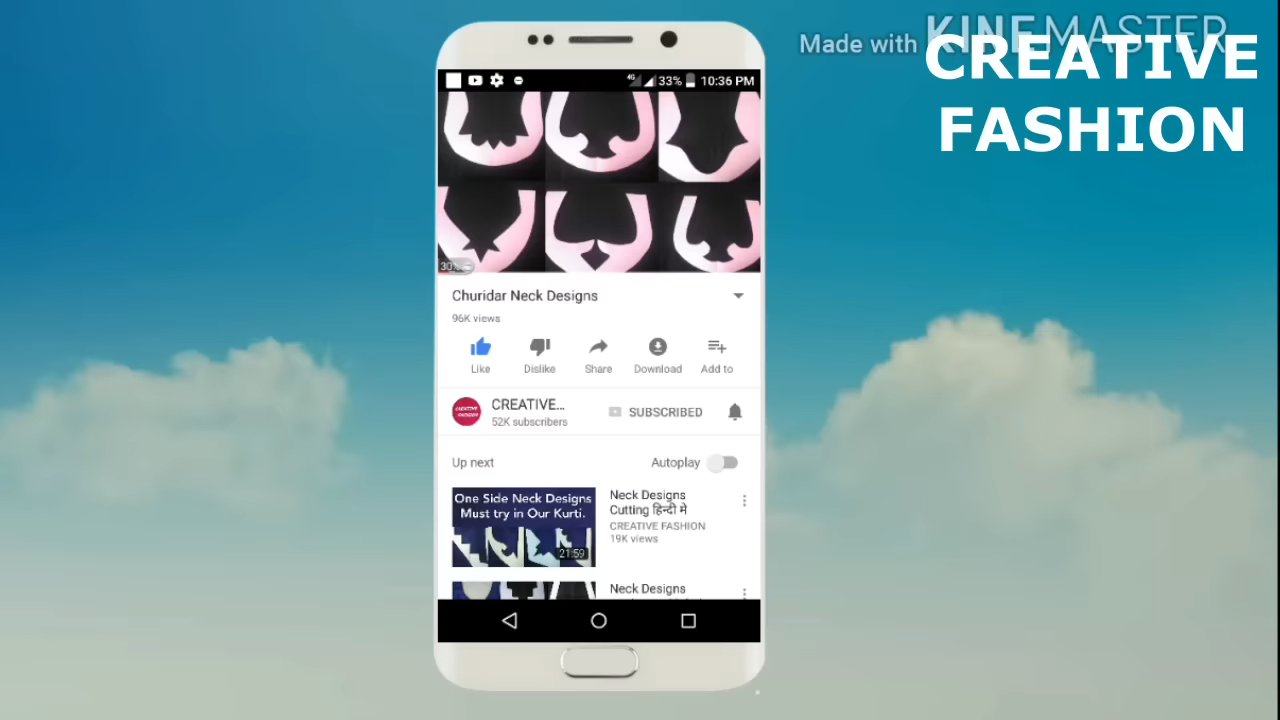 Made with KINEMASTER
CREATIVE
FASHION
4G 33% 10:36 PM
Churidar Neck Designs
96K views
Like Dislike Share Download Add to
CREATIVE...
SUBSCRIBED
52K subscribers
Up next
Autoplay
One Side Neck Designs
Must try in Our Kurti.
21:59
Neck Designs
Cutting हिन्दी मे
CREATIVE FASHION
19K views
Neck Designs